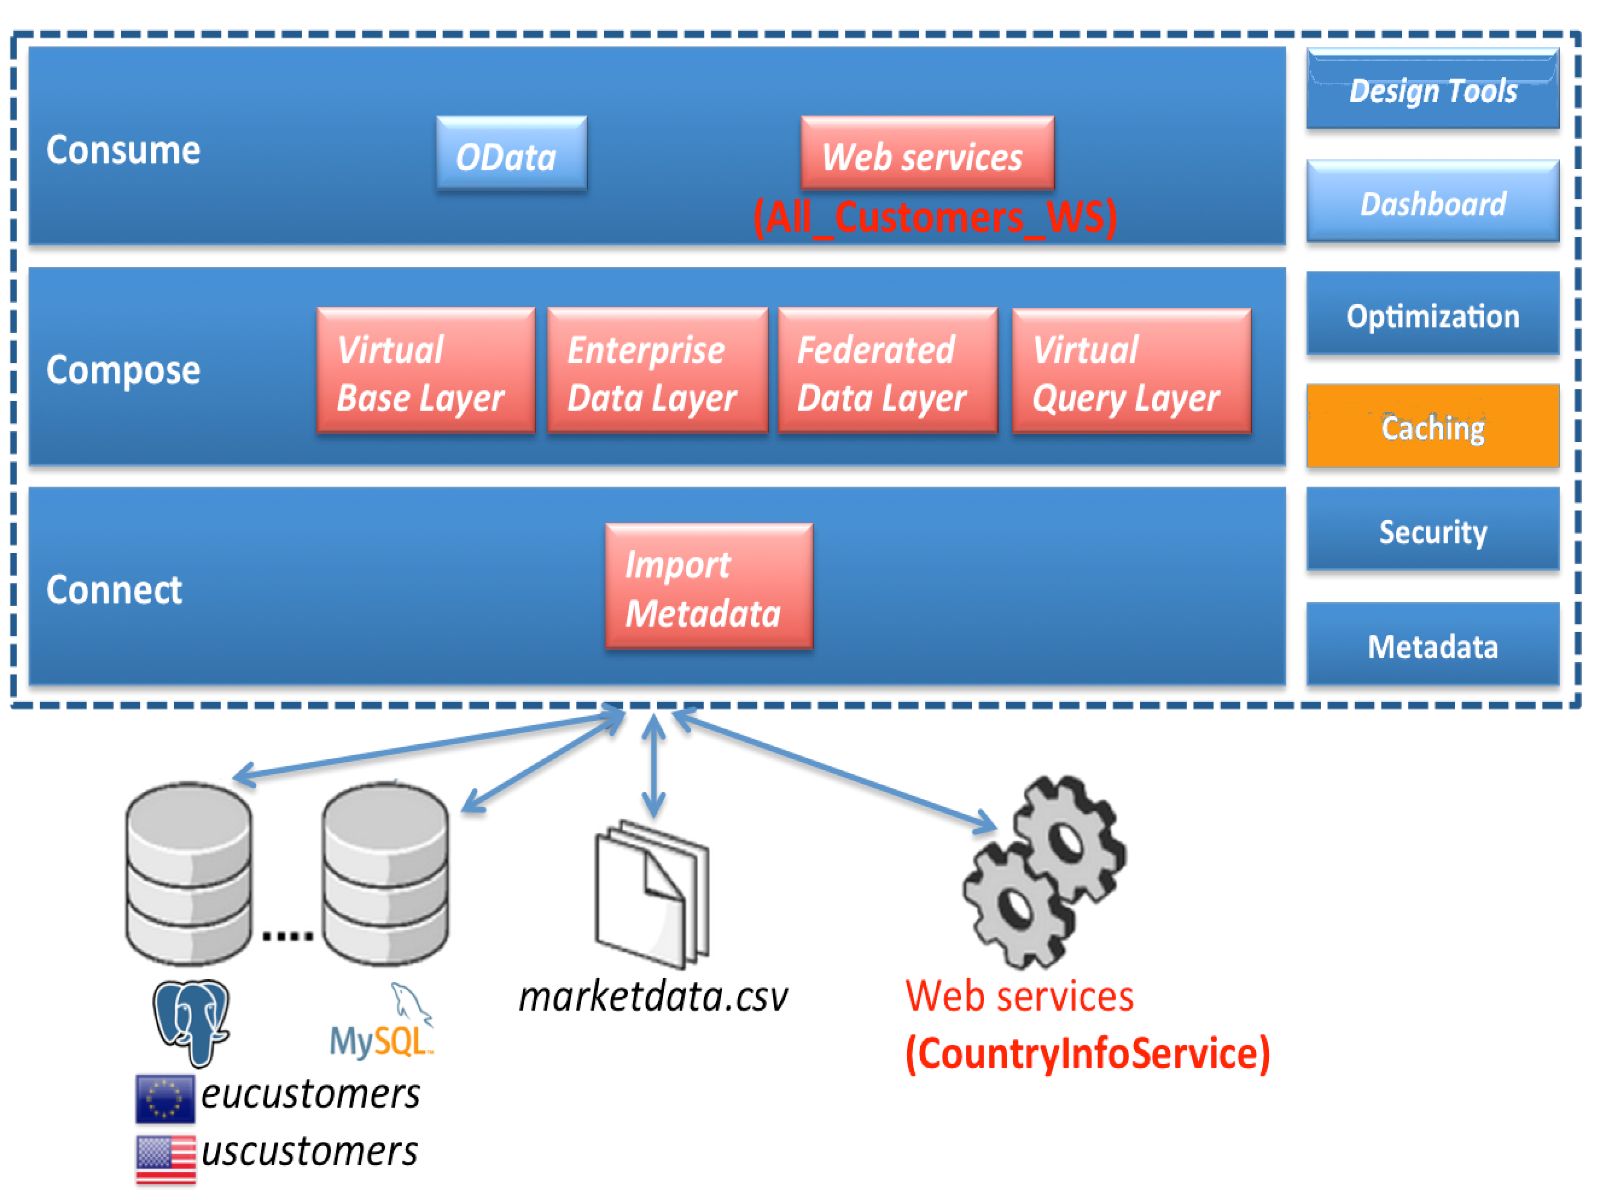 Consume
OData
Web services
(All_Customers_WS)
Compose
Virtual
Base Layer
Enterprise
Data Layer
Federated
Data Layer
Virtual
Query Layer
Connect
Import
Metadata
Design Tools
Dashboard
Optimization
Caching
Security
Metadata
....
MySQL
eucustomers
uscustomers
marketdata.csv
Web services
(CountryInfoService)